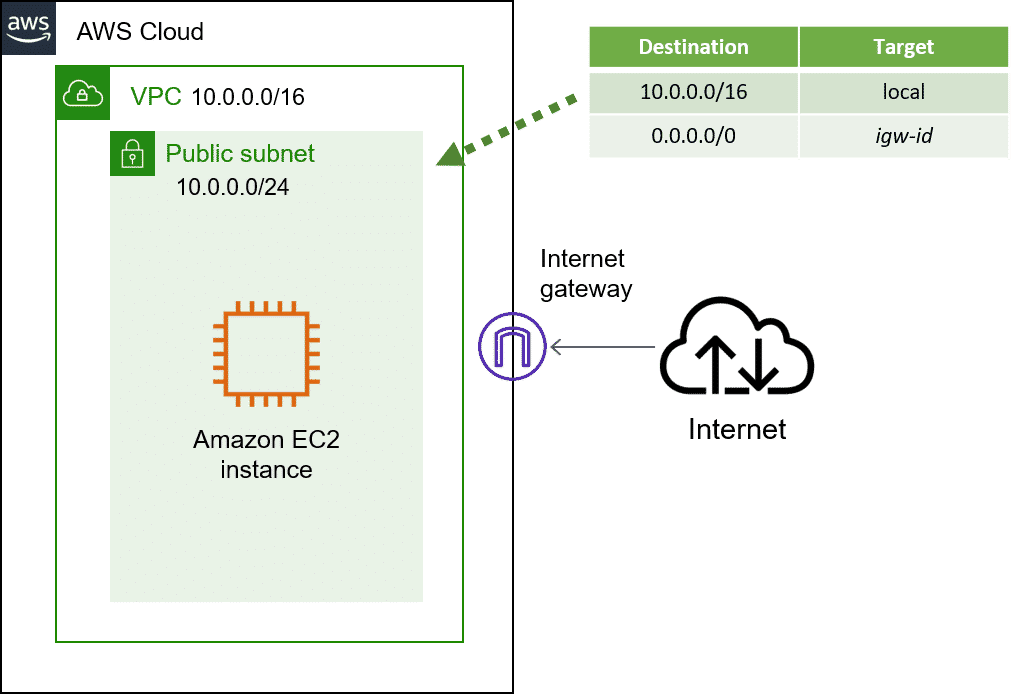 aws
AWS Cloud
VPC 10.0.0.0/16
Public subnet
10.0.0.0/24
Amazon EC2
instance
Destination Target
10.0.0.0/16 local
0.0.0.0/0 igw-id
Internet
gateway
Internet